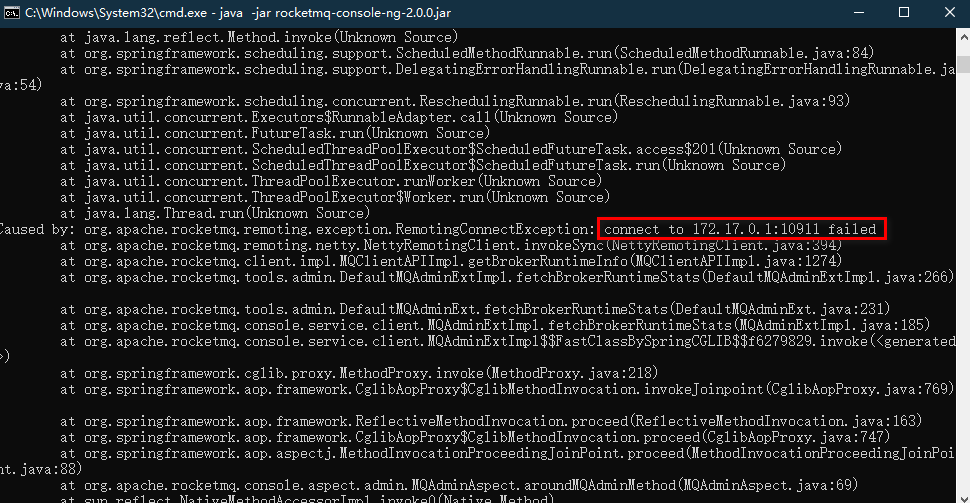 C:\Windows\System32\cmd.exe - java -jar rocketmq-console-ng-2.0.0.jar
at java.lang.reflect.Method.invoke(Unknown Source)
at org.springframework.scheduling.support.ScheduledMethodRunnable.run(ScheduledMethodRunnable.java:84)
at org.springframework.scheduling.support.DelegatingErrorHandlingRunnable.run(DelegatingErrorHandlingRunnable.ja
va:54)
at org.springframework.scheduling.concurrent.ReschedulingRunnable.run(ReschedulingRunnable.java:93)
at java.util.concurrent.Executors$RunnableAdapter.call(Unknown Source)
at java.util.concurrent.FutureTask.run(Unknown Source)
at java.util.concurrent.ScheduledThreadPoolExecutor$ScheduledFutureTask.access$201(Unknown Source)
at java.util.concurrent.ScheduledThreadPoolExecutor$ScheduledFutureTask.run(Unknown Source)
at java.util.concurrent.ThreadPoolExecutor.runWorker(Unknown Source)
at java.util.concurrent.ThreadPoolExecutor$Worker.run(Unknown Source)
at java.lang.Thread.run(Unknown Source)
Caused by: org.apache.rocketmq.remoting.exception.RemotingConnectException: connect to 172.17.0.1:10911 failed
at org.apache.rocketmq.remoting.netty.NettyRemotingClient.invokeSync(NettyRemotingClient.java:394)
at org.apache.rocketmq.client.impl.MQClientAPIImpl.getBrokerRuntimeInfo(MQClientAPIImpl.java:1274)
at org.apache.rocketmq.tools.admin.DefaultMQAdminExtImpl.fetchBrokerRuntimeStats(DefaultMQAdminExtImpl.java:266)
at org.apache.rocketmq.tools.admin.DefaultMQAdminExt.fetchBrokerRuntimeStats(DefaultMQAdminExt.java:231)
at org.apache.rocketmq.console.service.client.MQAdminExtImpl.fetchBrokerRuntimeStats(MQAdminExtImpl.java:185)
at org.apache.rocketmq.console.service.client.MQAdminExtImpl$$FastClassBySpringCGLIB$$f6279829.invoke(<generated
>)
at org.springframework.cglib.proxy.MethodProxy.invoke(MethodProxy.java:218)
at org.springframework.aop.framework.CglibAopProxy$CglibMethodInvocation.invokeJoinpoint(CglibAopProxy.java:769)
at org.springframework.aop.framework.ReflectiveMethodInvocation.proceed(ReflectiveMethodInvocation.java:163)
at org.springframework.aop.framework.CglibAopProxy$CglibMethodInvocation.proceed(CglibAopProxy.java:747)
at org.springframework.aop.aspectj.MethodInvocationProceedingJoinPoint.proceed(MethodInvocationProceedingJoinPoi
nt.java:88)
at org.apache.rocketmq.console.aspect.admin.MQAdminAspect.aroundMQAdminMethod(MQAdminAspect.java:69)
at sun.reflect.NativeMethodAccessorImpl.invoke0(Native Method)